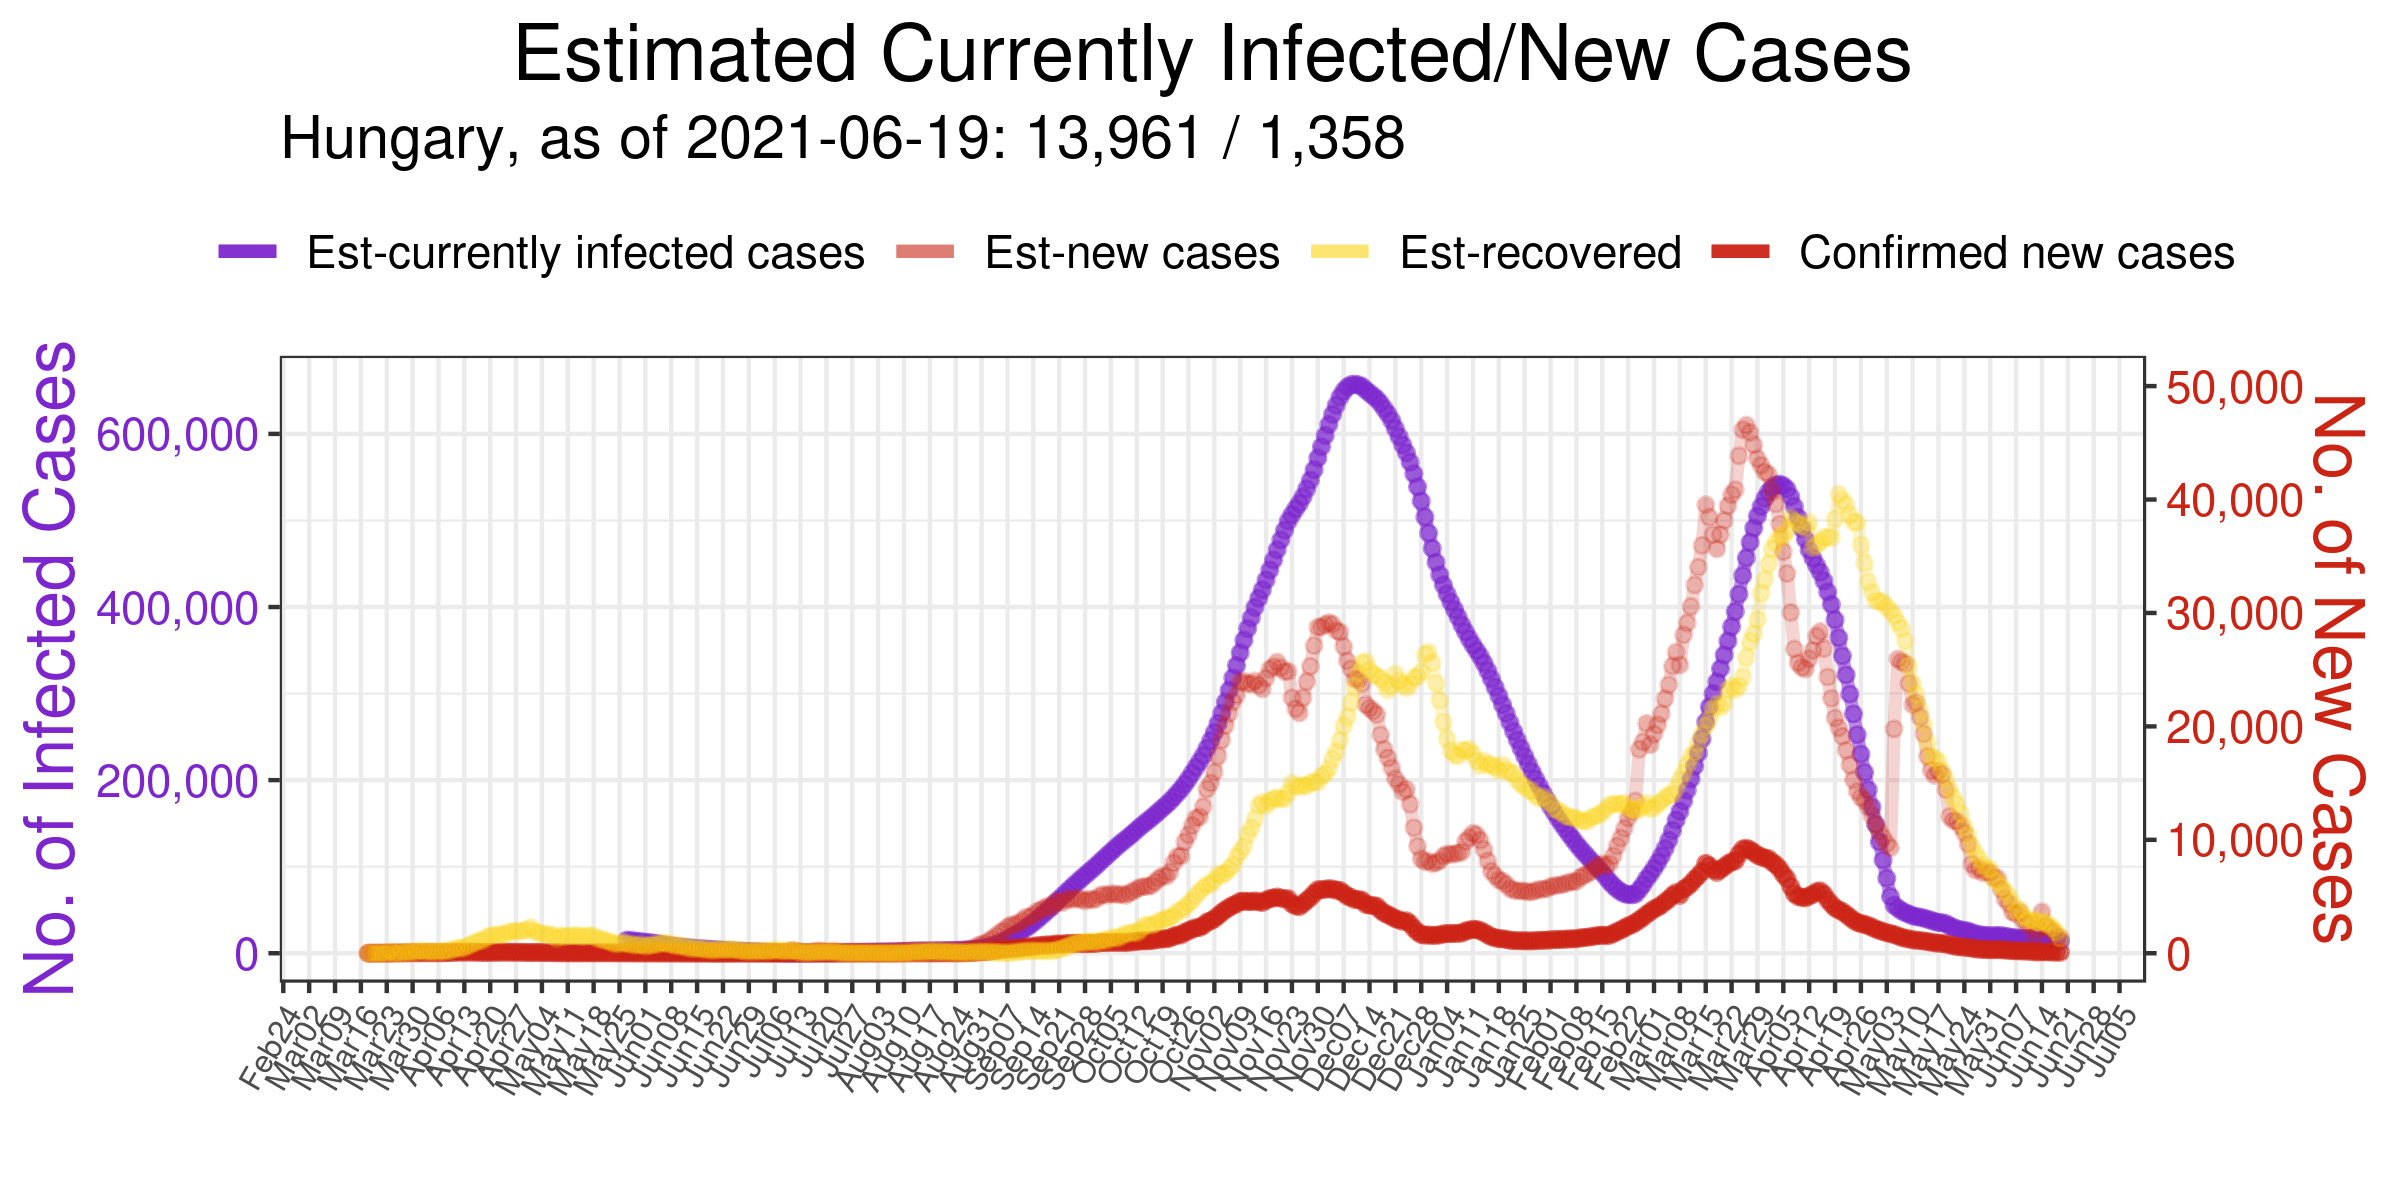 Estimated Currently Infected/New Cases
Hungary, as of 2021-06-19: 13,961 / 1,358
Est-currently infected cases Est-new cases Est-recovered Confirmed new cases
No. of Infected Cases
600,000
400,000
200,000
0
50,000
40,000
30,000
20,000
10,000
0
No. of New Cases
Feb24
Mar02
Mar09
Mar16
Mar23
Mar30
Apr06
Apr13
Apr20
Apr27
May04
May11
May18
May25
Jun01
Jun08
Jun15
Jun22
Jun29
Jul06
Jul13
Jul20
Jul27
Aug03
Aug10
Aug17
Aug24
Aug31
Sep07
Sep14
Sep21
Sep28
Oct05
Oct12
Oct19
Oct26
Nov02
Nov09
Nov16
Nov23
Nov30
Dec07
Dec14
Dec21
Dec28
Jan04
Jan11
Jan18
Jan25
Feb01
Feb08
Feb15
Feb22
Mar01
Mar08
Mar15
Mar22
Mar29
Apr05
Apr12
Apr19
Apr26
May03
May10
May17
May24
May31
Jun07
Jun14
Jun21
Jun28
Jul05